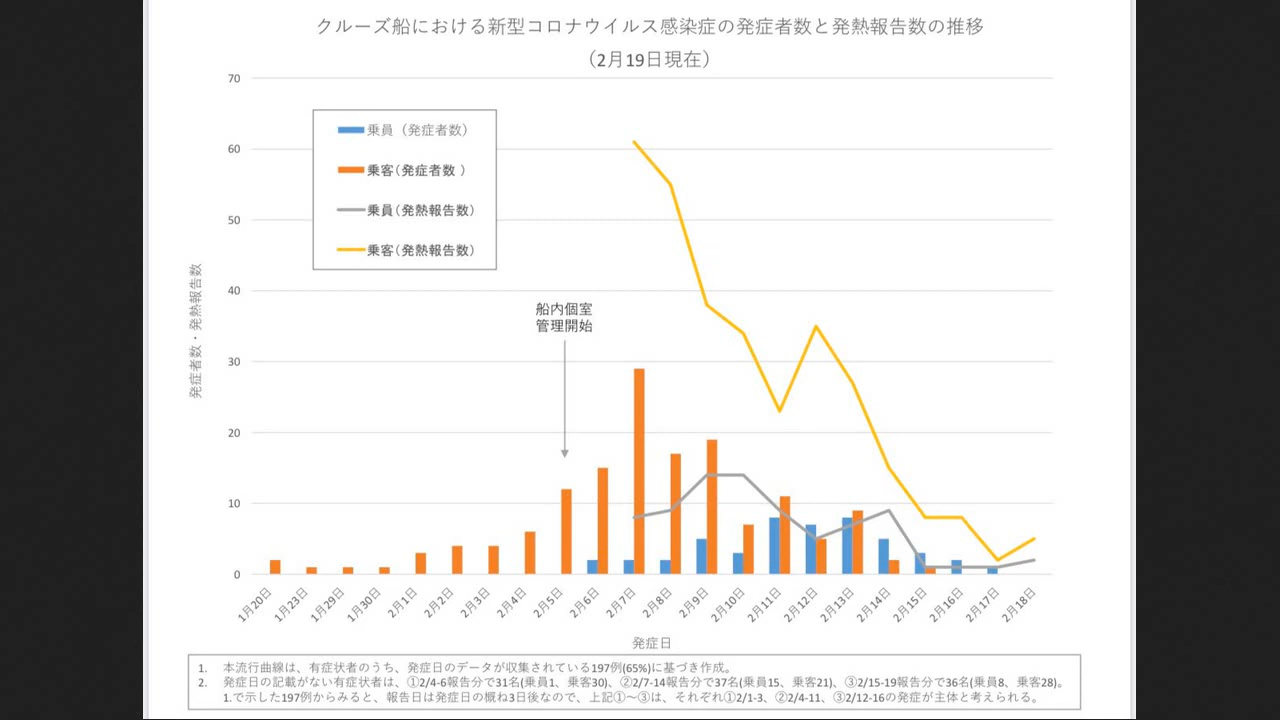 クルーズ船における新型コロナウイルス感染症の発症者数と発熱報告数の推移
（2月19日現在）
70
60
50
40
30
20
10
0
発症者数・発熱報告数
乗員（発症者数）
乗客（発症者数 ）
乗員（発熱報告数）
乗客（発熱報告数）
船内個室
管理開始
1月20日
1月23日
1月29日
1月30日
2月1日
2月2日
2月3日
2月4日
2月5日
2月6日
2月7日
2月8日
2月9日
2月10日
2月11日
2月12日
2月13日
2月14日
2月15日
2月16日
2月17日
2月18日
発症日
1. 本流行曲線は、有症状者のうち、発症日のデータが収集されている197例(65%)に基づき作成。
2. 発症日の記載がない有症状者は、①2/4-6報告分で31名(乗員1、乗客30)、②2/7-14報告分で37名(乗員15、乗客21)、③2/15-19報告分で36名(乗員8、乗客28)。
1.で示した197例からみると、報告日は発症日の概ね3日後なので、上記①～③は、それぞれ①2/1-3、②2/4-11、③2/12-16の発症が主体と考えられる。